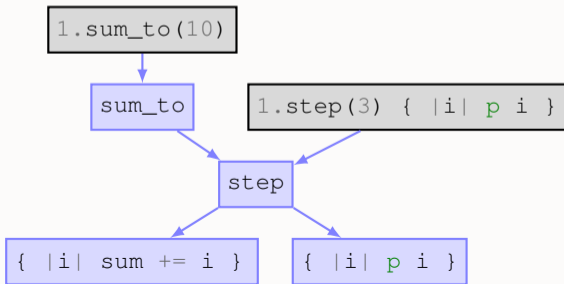 1.sum_to(10)
sum_to
1.step(3) { |i| p i }
step
{ |i| sum += i }
{ |i| p i }